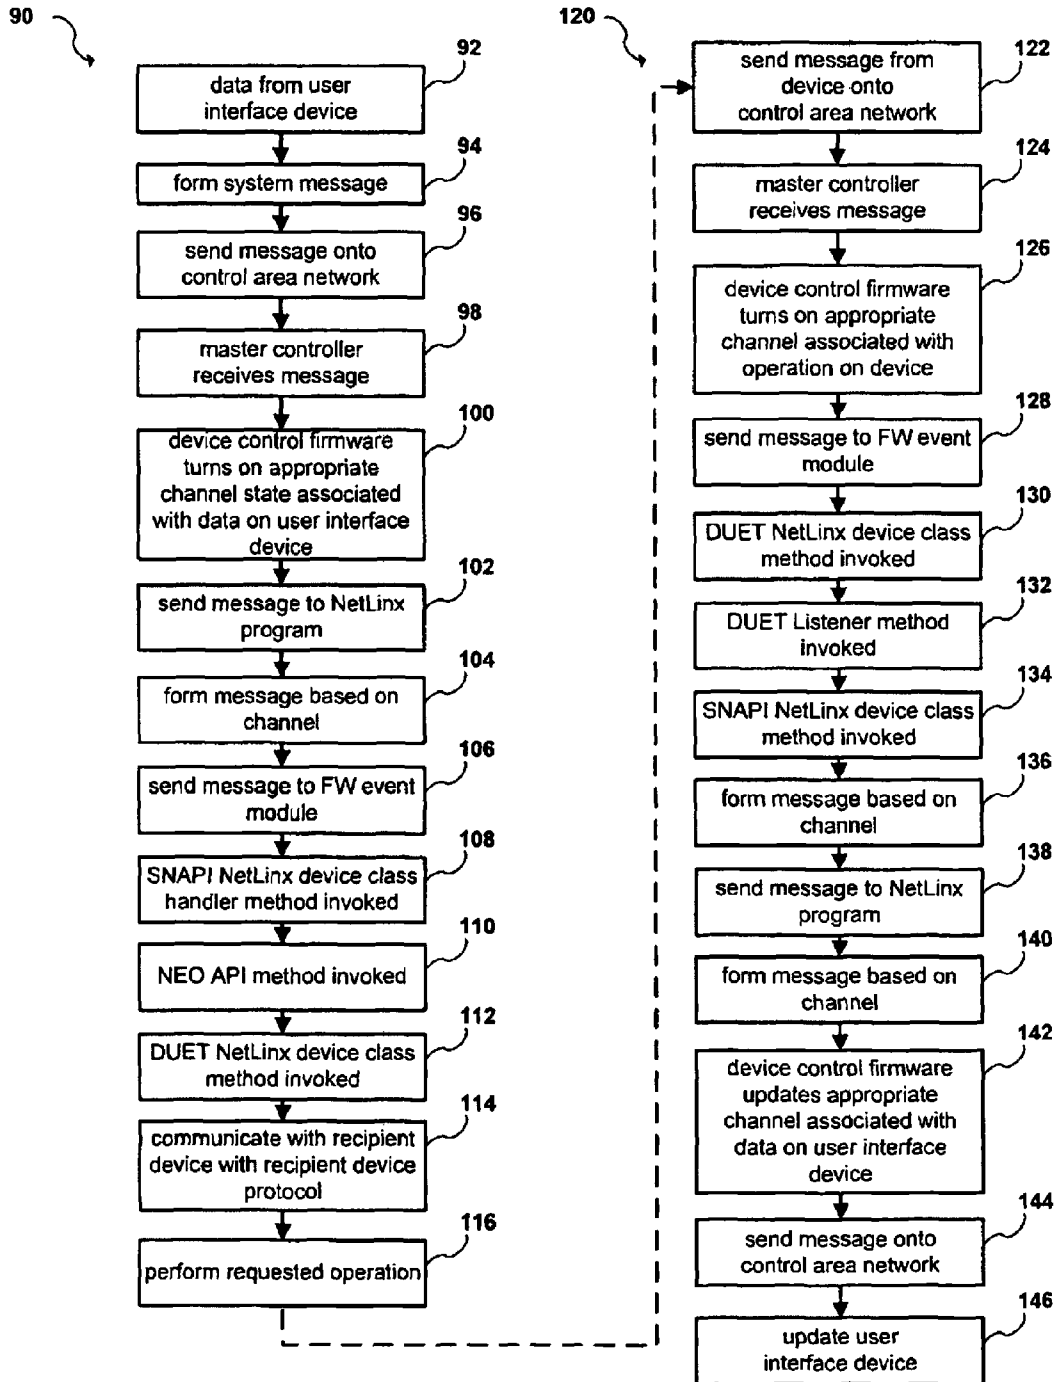 90
92
data from user
interface device
94
form system message
96
send message onto
control area network
98
master controller
receives message
100
device control firmware
turns on appropriate
channel state associated
with data on user interface
device
102
send message to NetLinx
program
104
form message based on
channel
106
send message to FW event
module
108
SNAPI NetLinx device class
handler method invoked
110
NEO API method invoked
112
DUET NetLinx device class
method invoked
114
communicate with recipient
device with recipient device
protocol
116
perform requested operation
120
122
send message from
device onto
control area network
124
master controller
receives message
126
device control firmware
turns on appropriate
channel associated with
operation on device
128
send message to FW event
module
130
DUET NetLinx device class
method invoked
132
DUET Listener method
invoked
134
SNAPI NetLinx device class
method invoked
136
form message based on
channel
138
send message to NetLinx
program
140
form message based on
channel
142
device control firmware
updates appropriate
channel associated with
data on user interface
device
144
send message onto
control area network
146
update user
interface device